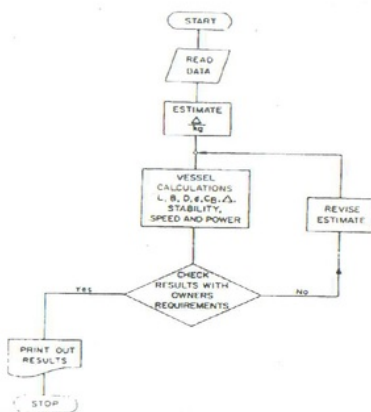 START
READ
DATA
ESTIMATE
Δ
kg
VESSEL
CALCULATIONS
L, B, D, d, CB, Δ.
STABILITY,
SPEED AND POWER
REVISE
ESTIMATE
CHECK
RESULTS WITH
OWNERS
REQUIREMENTS
YES
No
PRINT OUT
RESULTS
STOP